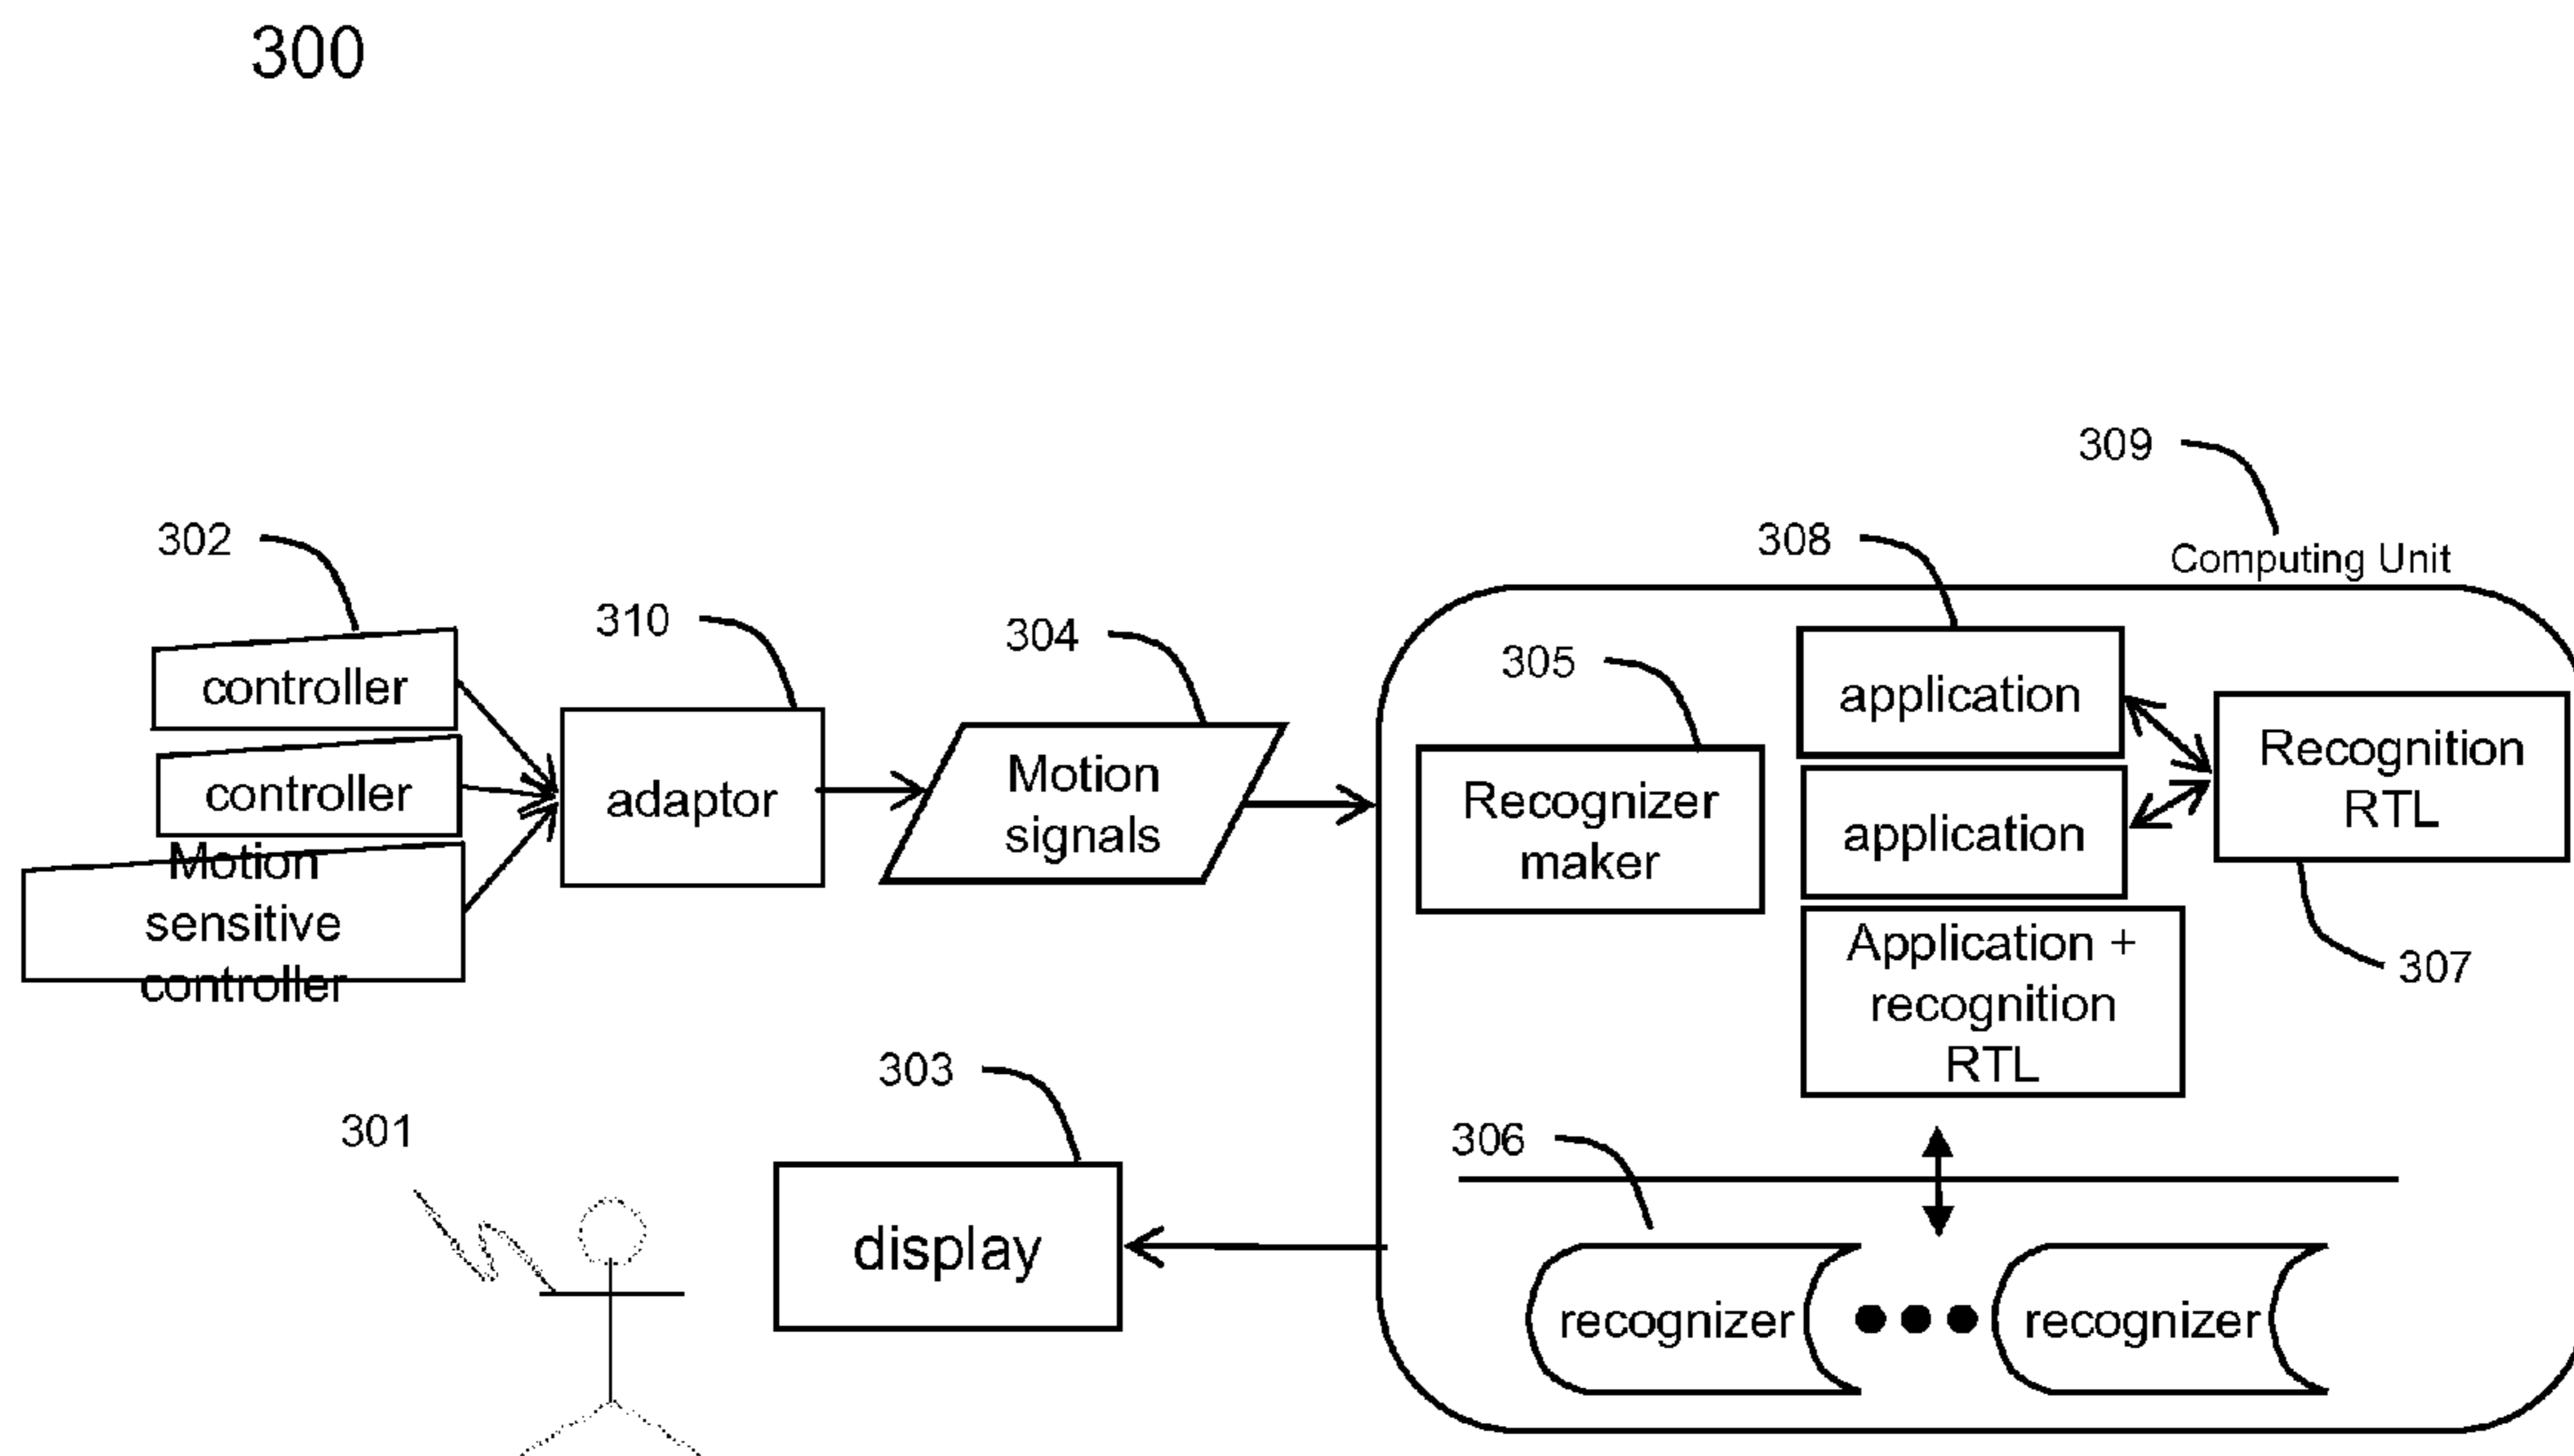 300
309
Computing Unit
302
308
310
304
305
controller
application
Recognition
RTL
controller
adaptor
Motion
signals
Recognizer
maker
application
Motion
sensitive
controller
Application +
recognition
RTL
307
303
301
306
display
recognizer
recognizer